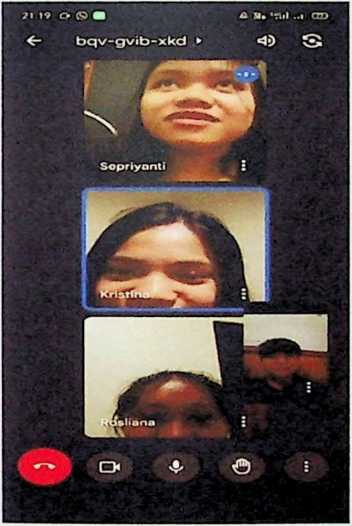 21:19
bqv-gvib-xkd
Sepriyanti
Kristina
Rosliana